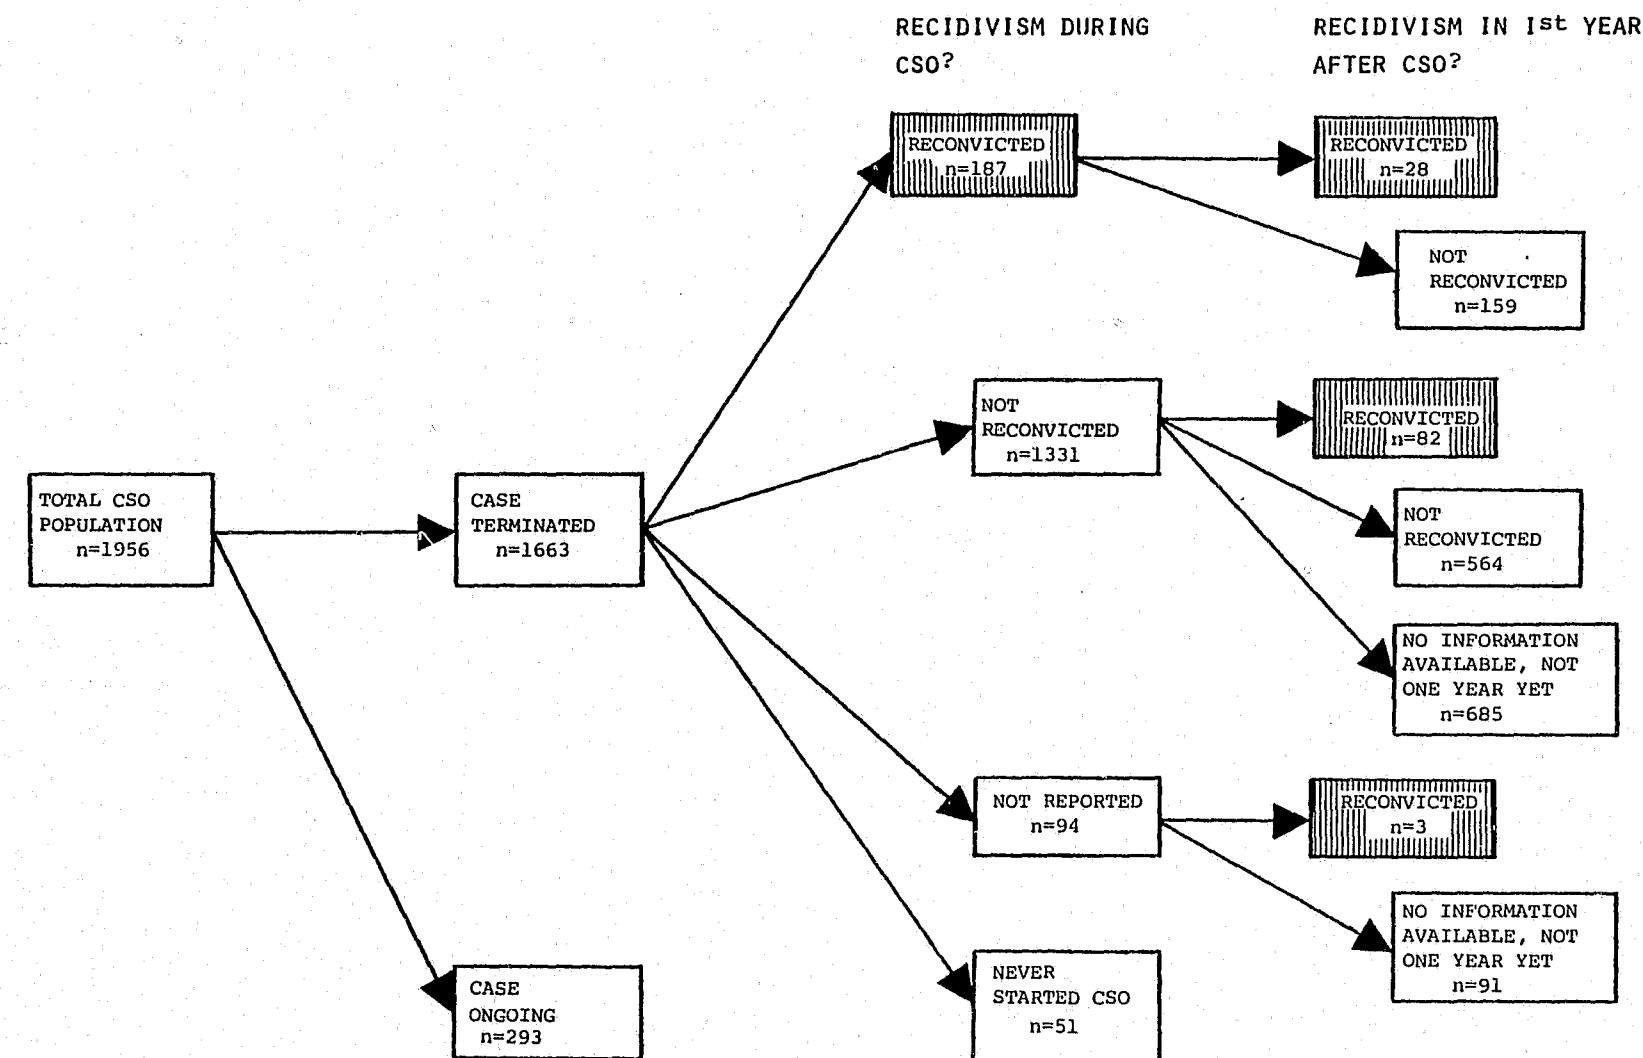 RECIDIVISM DURING
CSO?
RECIDIVISM IN Ist YEAR
AFTER CSO?
RECONVICTED
n=187
RECONVICTED
n=28
NOT
RECONVICTED
n=159
NOT
RECONVICTED
n=1331
RECONVICTED
n=82
NOT
RECONVICTED
n=564
TOTAL CSO
POPULATION
n=1956
CASE
TERMINATED
n=1663
NO INFORMATION
AVAILABLE, NOT
ONE YEAR YET
n=685
NOT REPORTED
n=94
RECONVICTED
n=3
NO INFORMATION
AVAILABLE, NOT
ONE YEAR YET
n=91
CASE
ONGOING
n=293
NEVER
STARTED CSO
n=51